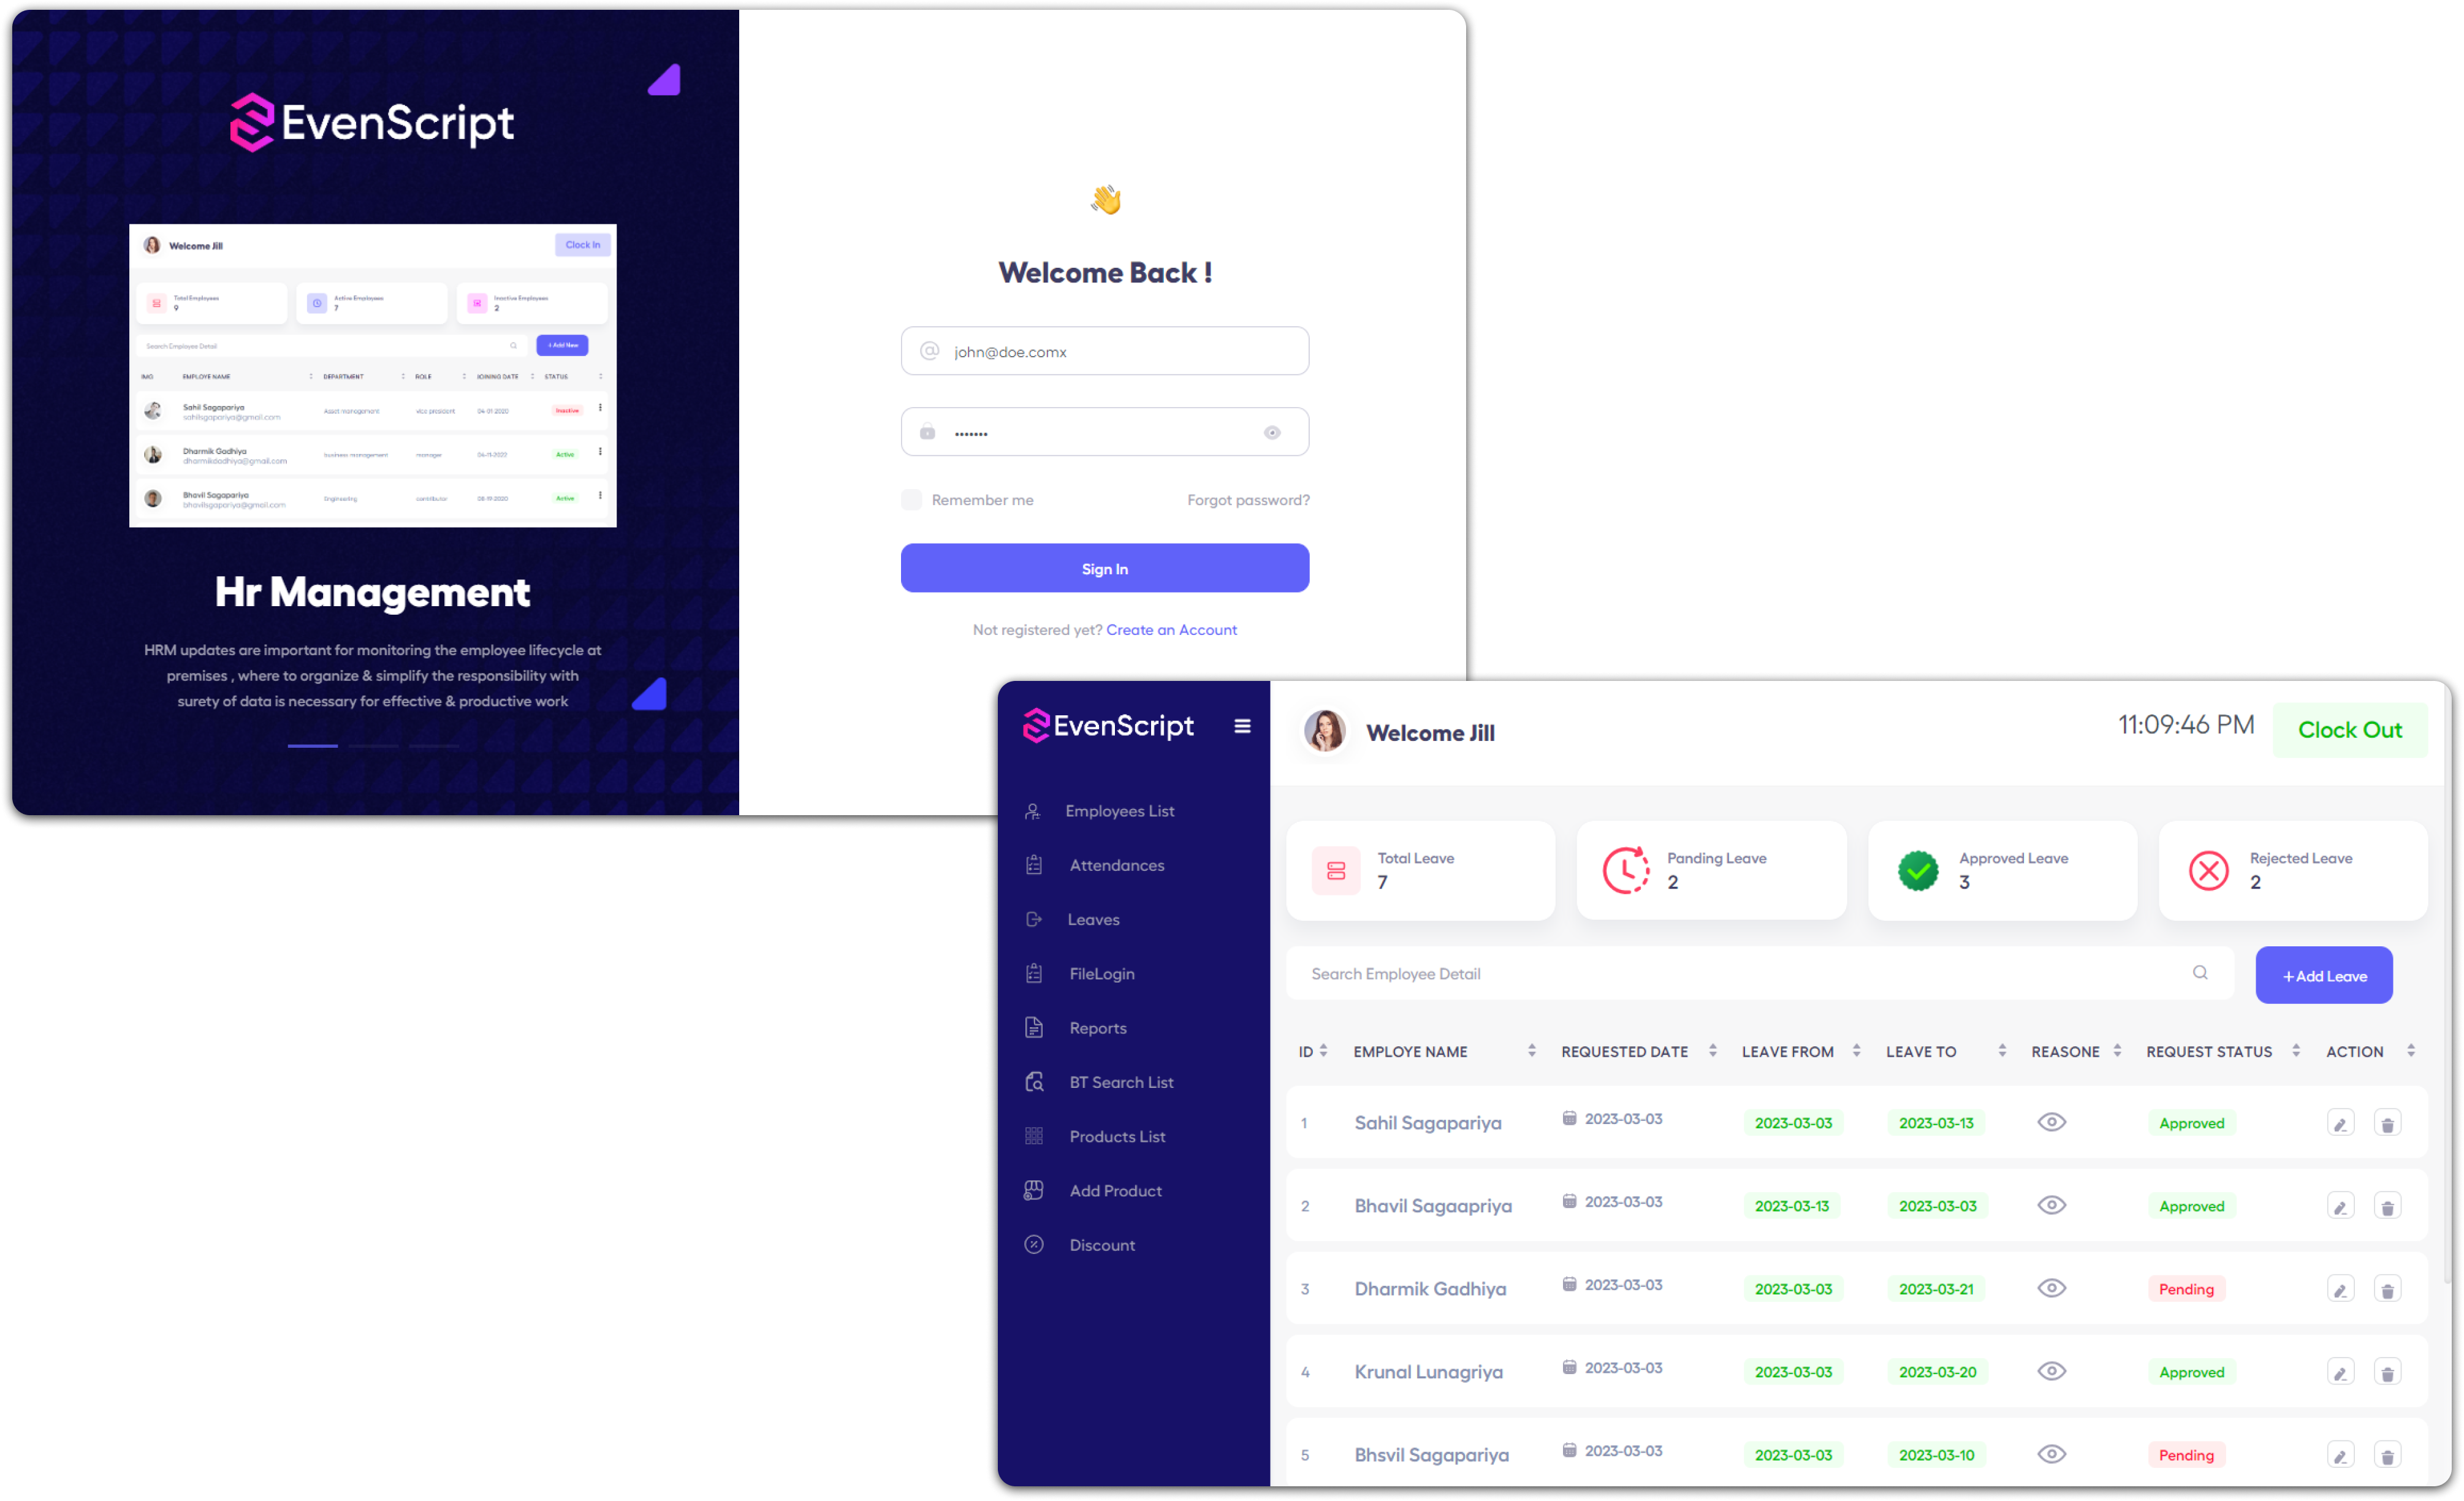 EvenScript
Welcome Jill
Clock In
Total Employees
9
Active Employees
7
Inactive Employees
2
Search Employee Detail
+ Add New
IMG EMPLOYE NAME DEPARTMENT ROLE JOINING DATE STATUS
Sahil Sagapariya
sahilsgapariya@gmail.com
Asset management vice president 04-01-2020 Inactive
Dharmik Gadhiya
dharmikdadhiya@gmail.com
business management manager 04-11-2022 Active
Bhavil Sagapariya
bhavilsgapariya@gmail.com
Engineeding contributor 08-19-2020 Active
Hr Management
HRM updates are important for monitoring the employee lifecycle at
premises , where to organize & simplify the responsibility with
surety of data is necessary for effective & productive work
Welcome Back !
john@doe.comx
Remember me Forgot password?
Sign In
Not registered yet? Create an Account
EvenScript
Employees List
Attendances
Leaves
FileLogin
Reports
BT Search List
Products List
Add Product
Discount
Welcome Jill
11:09:46 PM
Clock Out
Total Leave
7
Panding Leave
2
Approved Leave
3
Rejected Leave
2
Search Employee Detail
+ Add Leave
ID EMPLOYE NAME REQUESTED DATE LEAVE FROM LEAVE TO REASONE REQUEST STATUS ACTION
1 Sahil Sagapariya 2023-03-03 2023-03-03 2023-03-13 Approved
2 Bhavil Sagaapriya 2023-03-03 2023-03-13 2023-03-03 Approved
3 Dharmik Gadhiya 2023-03-03 2023-03-03 2023-03-21 Pending
4 Krunal Lunagriya 2023-03-03 2023-03-03 2023-03-20 Approved
5 Bhsvil Sagapariya 2023-03-03 2023-03-03 2023-03-10 Pending